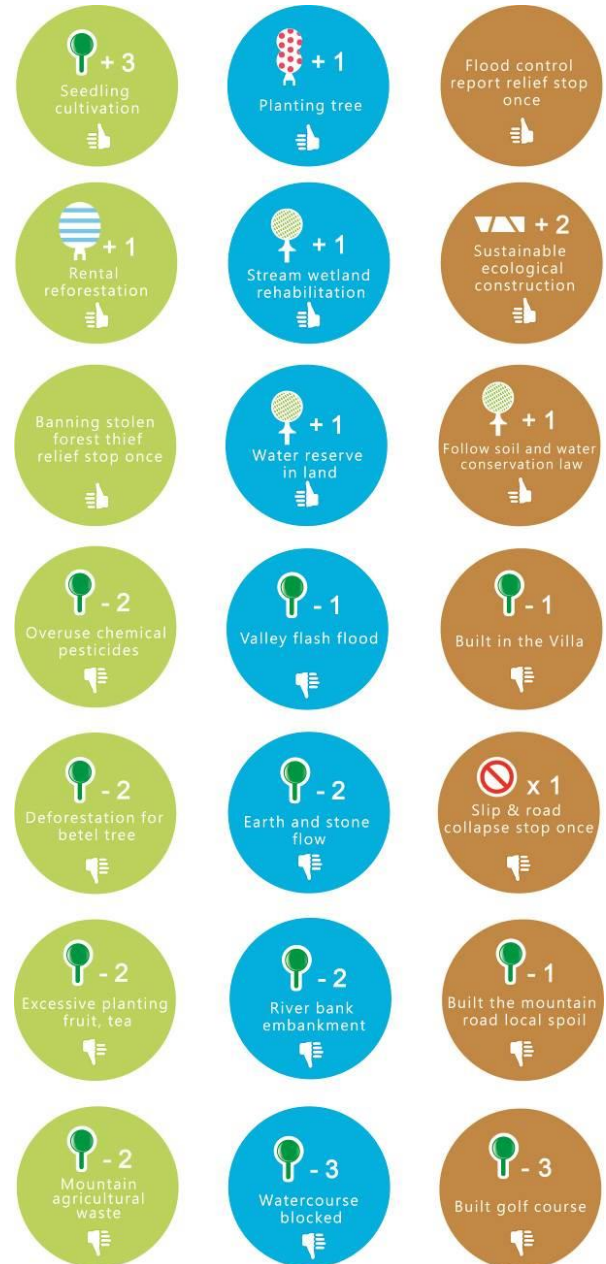 + 3
Seedling
cultivation
+ 1
Planting tree
Flood control
report relief stop
once
+ 1
Rental
reforestation
+ 1
Stream wetland
rehabilitation
+ 2
Sustainable
ecological
construction
Banning stolen
forest thief
relief stop once
+ 1
Water reserve
in land
+ 1
Follow soil and water
conservation law
- 2
Overuse chemical
pesticides
- 1
Valley flash flood
- 1
Built in the Villa
- 2
Deforestation for
betel tree
- 2
Earth and stone
flow
x 1
Slip & road
collapse stop once
- 2
Excessive planting
fruit, tea
- 2
River bank
embankment
- 1
Built the mountain
road local spoil
- 2
Mountain
agricultural
waste
- 3
Watercourse
blocked
- 3
Built golf course